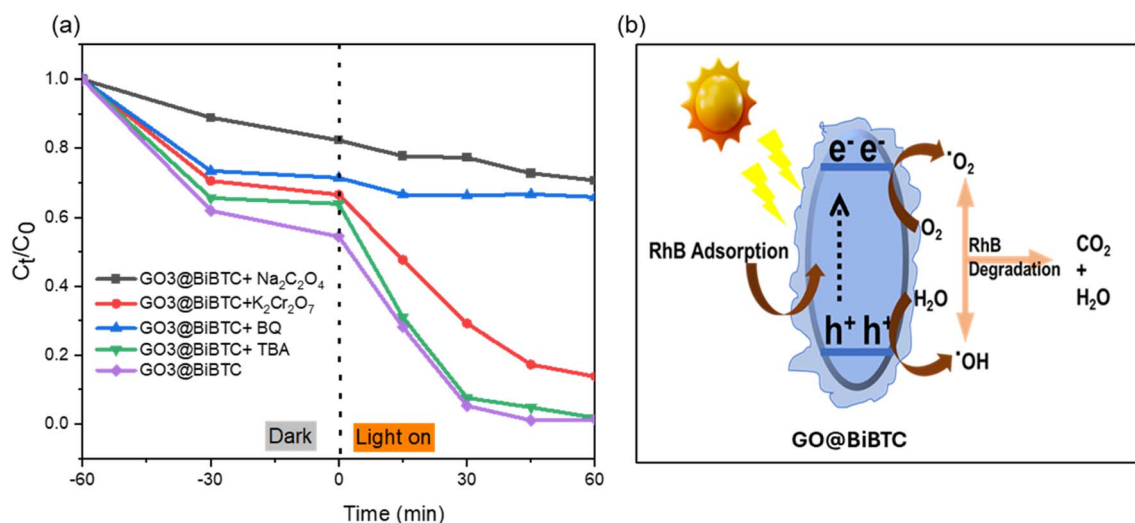 (a)
Cₜ/C₀
1.0
0.8
0.6
0.4
0.2
0.0
GO3@BiBTC+ Na₂C₂O₄
GO3@BiBTC+K₂Cr₂O₇
GO3@BiBTC+ BQ
GO3@BiBTC+ TBA
GO3@BiBTC
Dark
Light on
-60
-30
0
30
60
Time (min)
(b)
e⁻ e⁻
·O₂
O₂
RhB Adsorption
RhB
Degradation
CO₂
+
H₂O
H₂O
h⁺ h⁺
·OH
GO@BiBTC